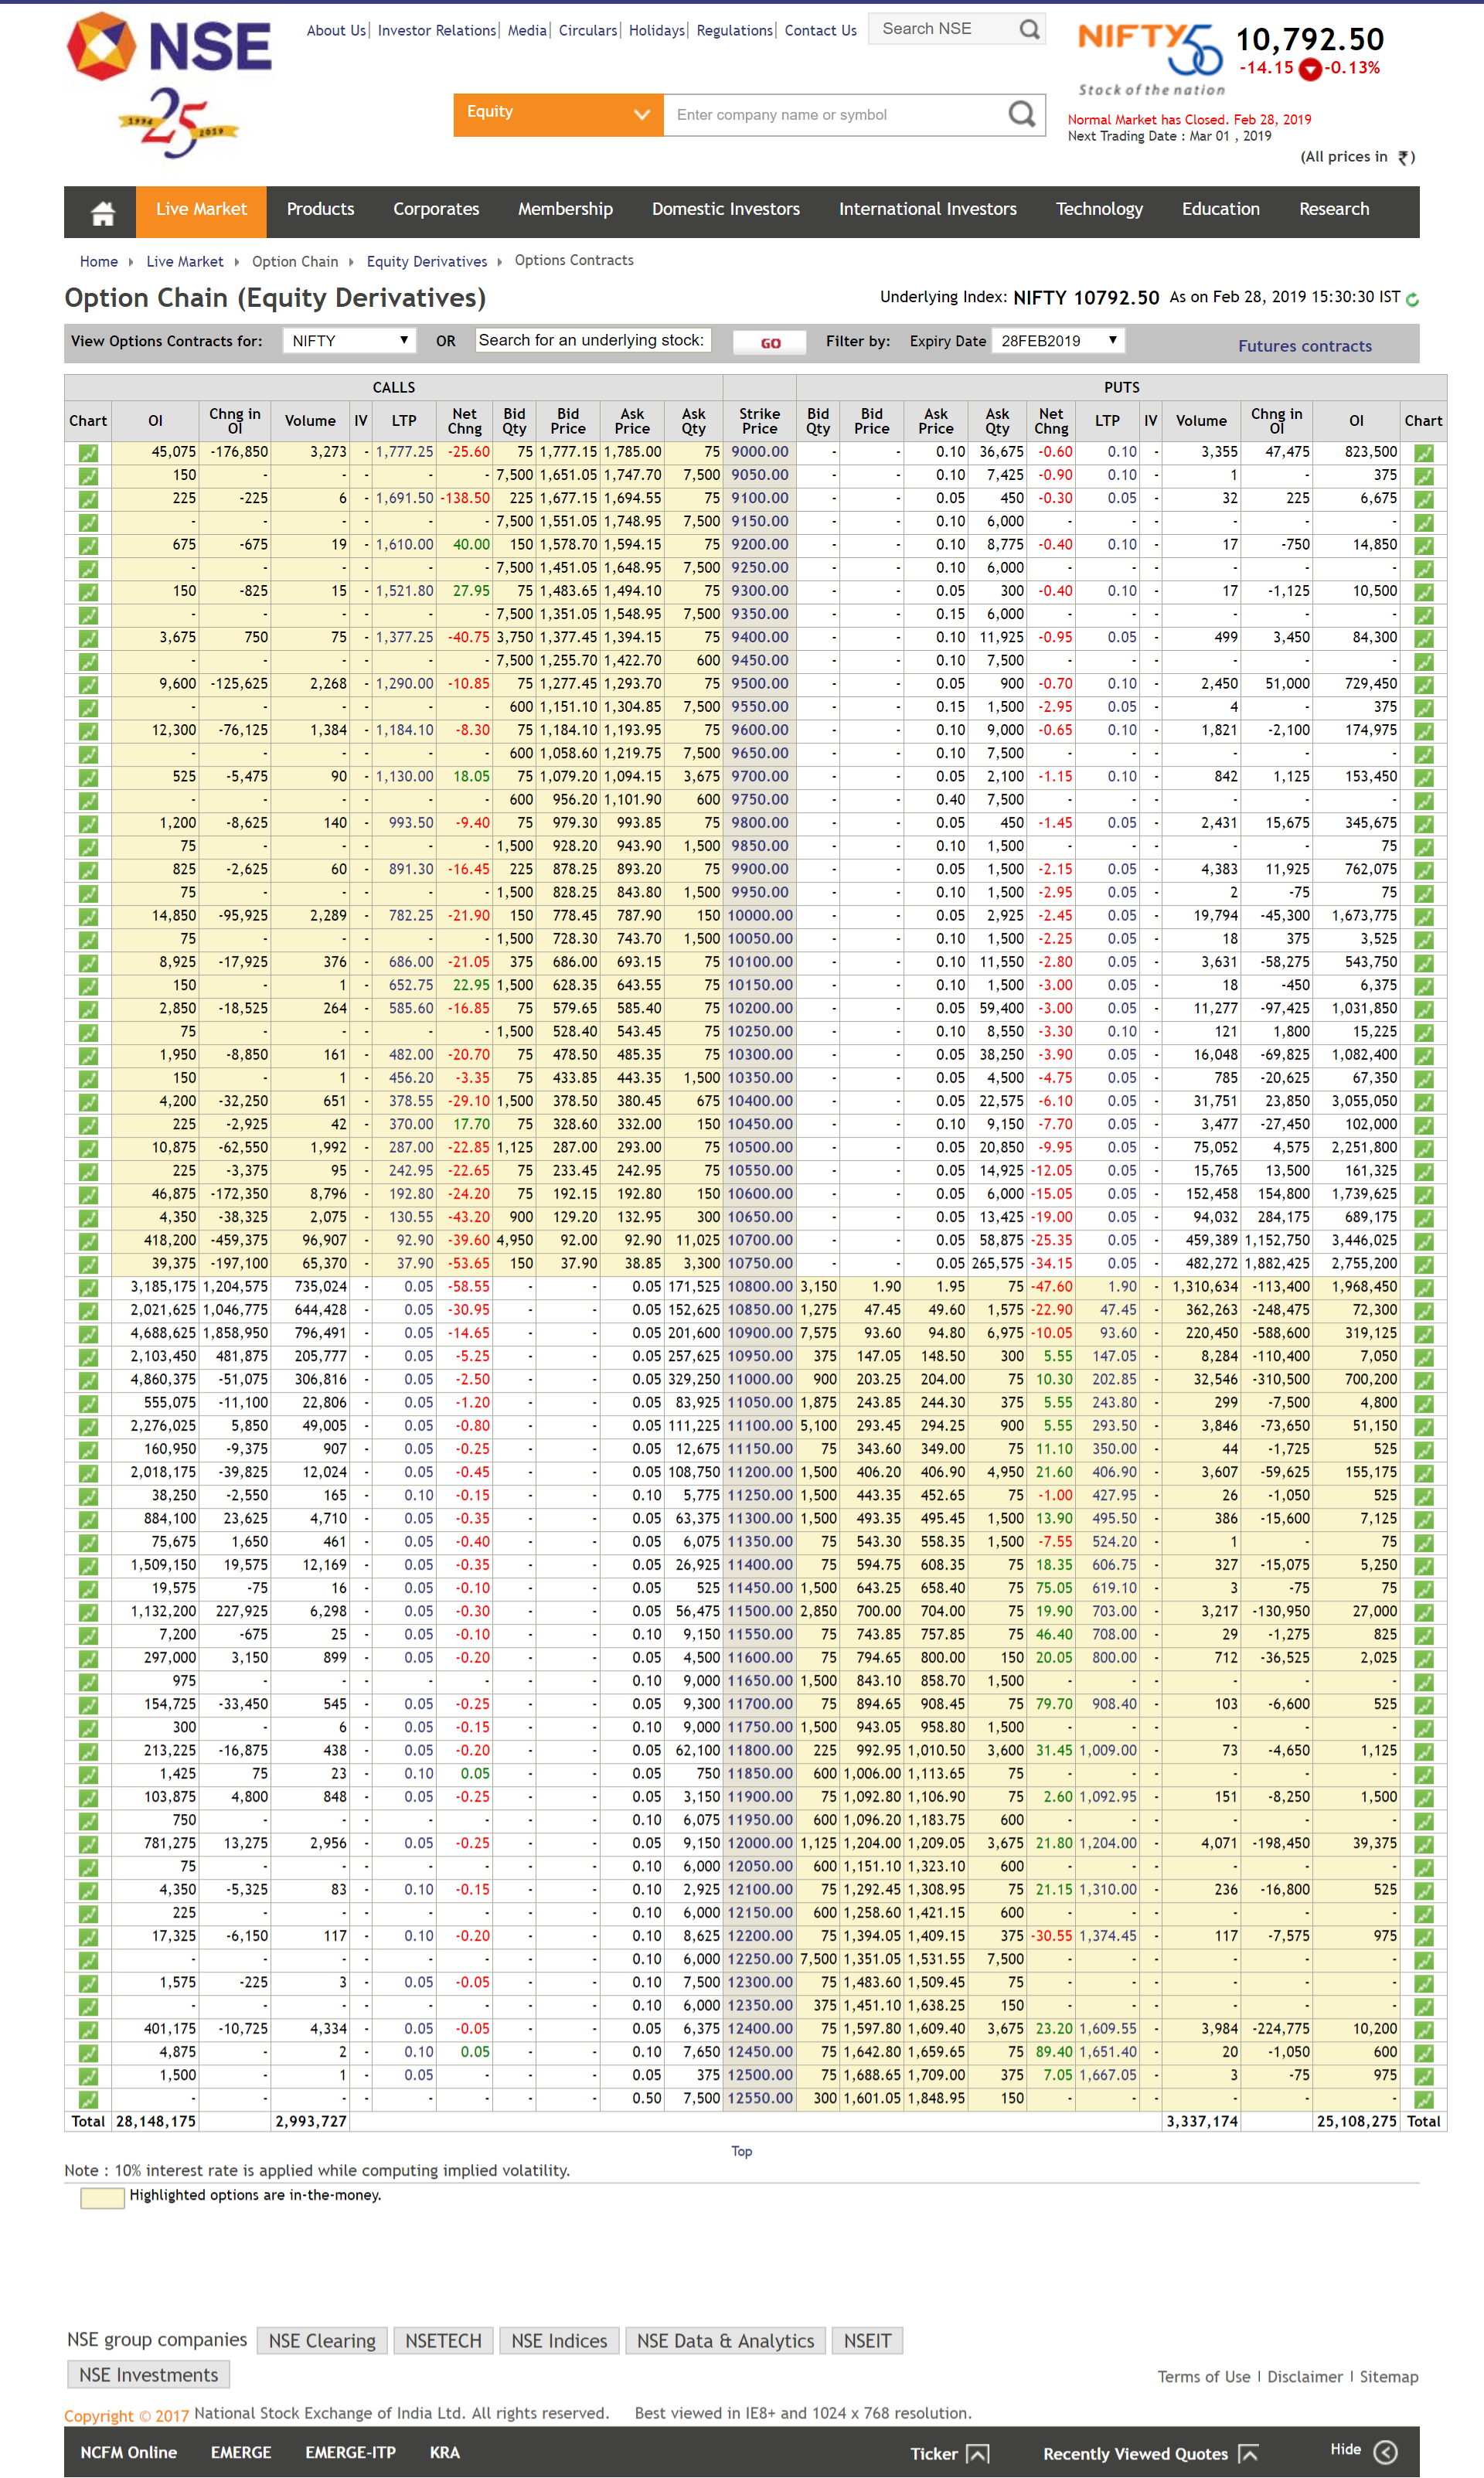 NSE
1994 25 2019
About Us| Investor Relations| Media| Circulars| Holidays| Regulations| Contact Us
Search NSE
NIFTY 50 10,792.50
-14.15 -0.13%
Stock of the nation
Equity Enter company name or symbol
Normal Market has Closed. Feb 28, 2019
Next Trading Date : Mar 01 , 2019
(All prices in ₹)
Live Market Products Corporates Membership Domestic Investors International Investors Technology Education Research
Home Live Market Option Chain Equity Derivatives Options Contracts
Option Chain (Equity Derivatives) Underlying Index: NIFTY 10792.50 As on Feb 28, 2019 15:30:30 IST
View Options Contracts for: NIFTY OR Search for an underlying stock: GO Filter by: Expiry Date 28FEB2019 Futures contracts
CALLS PUTS
Chart OI Chng in OI Volume IV LTP Net Chng Bid Qty Bid Price Ask Price Ask Qty Strike Price Bid Qty Bid Price Ask Price Ask Qty Net Chng LTP IV Volume Chng in OI OI Chart
45,075 -176,850 3,273 - 1,777.25 -25.60 75 1,777.15 1,785.00 75 9000.00 - - 0.10 36,675 -0.60 0.10 - 3,355 47,475 823,500
150 - - - - - 7,500 1,651.05 1,747.70 7,500 9050.00 - - 0.10 7,425 -0.90 0.10 - 1 - 375
225 -225 6 - 1,691.50 -138.50 225 1,677.15 1,694.55 75 9100.00 - - 0.05 450 -0.30 0.05 - 32 225 6,675
- - - - - - 7,500 1,551.05 1,748.95 7,500 9150.00 - - 0.10 6,000 - - - - - -
675 -675 19 - 1,610.00 40.00 150 1,578.70 1,594.15 75 9200.00 - - 0.10 8,775 -0.40 0.10 - 17 -750 14,850
- - - - - - 7,500 1,451.05 1,648.95 7,500 9250.00 - - 0.10 6,000 - - - - - -
150 -825 15 - 1,521.80 27.95 75 1,483.65 1,494.10 75 9300.00 - - 0.05 300 -0.40 0.10 - 17 -1,125 10,500
- - - - - - 7,500 1,351.05 1,548.95 7,500 9350.00 - - 0.15 6,000 - - - - - -
3,675 750 75 - 1,377.25 -40.75 3,750 1,377.45 1,394.15 75 9400.00 - - 0.10 11,925 -0.95 0.05 - 499 3,450 84,300
- - - - - - 7,500 1,255.70 1,422.70 600 9450.00 - - 0.10 7,500 - - - - - -
9,600 -125,625 2,268 - 1,290.00 -10.85 75 1,277.45 1,293.70 75 9500.00 - - 0.05 900 -0.70 0.10 - 2,450 51,000 729,450
- - - - - - 600 1,151.10 1,304.85 7,500 9550.00 - - 0.15 1,500 -2.95 0.05 - 4 - 375
12,300 -76,125 1,384 - 1,184.10 -8.30 75 1,184.10 1,193.95 75 9600.00 - - 0.10 9,000 -0.65 0.10 - 1,821 -2,100 174,975
- - - - - - 600 1,058.60 1,219.75 7,500 9650.00 - - 0.10 7,500 - - - - - -
525 -5,475 90 - 1,130.00 18.05 75 1,079.20 1,094.15 3,675 9700.00 - - 0.05 2,100 -1.15 0.10 - 842 1,125 153,450
- - - - - - 600 956.20 1,101.90 600 9750.00 - - 0.40 7,500 - - - - - -
1,200 -8,625 140 - 993.50 -9.40 75 979.30 993.85 75 9800.00 - - 0.05 450 -1.45 0.05 - 2,431 15,675 345,675
75 - - - - - 1,500 928.20 943.90 1,500 9850.00 - - 0.10 1,500 - - - - - 75
825 -2,625 60 - 891.30 -16.45 225 878.25 893.20 75 9900.00 - - 0.05 1,500 -2.15 0.05 - 4,383 11,925 762,075
75 - - - - - 1,500 828.25 843.80 1,500 9950.00 - - 0.10 1,500 -2.95 0.05 - 2 -75 75
14,850 -95,925 2,289 - 782.25 -21.90 150 778.45 787.90 150 10000.00 - - 0.05 2,925 -2.45 0.05 - 19,794 -45,300 1,673,775
75 - - - - - 1,500 728.30 743.70 1,500 10050.00 - - 0.10 1,500 -2.25 0.05 - 18 375 3,525
8,925 -17,925 376 - 686.00 -21.05 375 686.00 693.15 75 10100.00 - - 0.10 11,550 -2.80 0.05 - 3,631 -58,275 543,750
150 - 1 - 652.75 22.95 1,500 628.35 643.55 75 10150.00 - - 0.10 1,500 -3.00 0.05 - 18 -450 6,375
2,850 -18,525 264 - 585.60 -16.85 75 579.65 585.40 75 10200.00 - - 0.05 59,400 -3.00 0.05 - 11,277 -97,425 1,031,850
75 - - - - - 1,500 528.40 543.45 75 10250.00 - - 0.10 8,550 -3.30 0.10 - 121 1,800 15,225
1,950 -8,850 161 - 482.00 -20.70 75 478.50 485.35 75 10300.00 - - 0.05 38,250 -3.90 0.05 - 16,048 -69,825 1,082,400
150 - 1 - 456.20 -3.35 75 433.85 443.35 1,500 10350.00 - - 0.05 4,500 -4.75 0.05 - 785 -20,625 67,350
4,200 -32,250 651 - 378.55 -29.10 1,500 378.50 380.45 675 10400.00 - - 0.05 22,575 -6.10 0.05 - 31,751 23,850 3,055,050
225 -2,925 42 - 370.00 17.70 75 328.60 332.00 150 10450.00 - - 0.10 9,150 -7.70 0.05 - 3,477 -27,450 102,000
10,875 -62,550 1,992 - 287.00 -22.85 1,125 287.00 293.00 75 10500.00 - - 0.05 20,850 -9.95 0.05 - 75,052 4,575 2,251,800
225 -3,375 95 - 242.95 -22.65 75 233.45 242.95 75 10550.00 - - 0.05 14,925 -12.05 0.05 - 15,765 13,500 161,325
46,875 -172,350 8,796 - 192.80 -24.20 75 192.15 192.80 150 10600.00 - - 0.05 6,000 -15.05 0.05 - 152,458 154,800 1,739,625
4,350 -38,325 2,075 - 130.55 -43.20 900 129.20 132.95 300 10650.00 - - 0.05 13,425 -19.00 0.05 - 94,032 284,175 689,175
418,200 -459,375 96,907 - 92.90 -39.60 4,950 92.00 92.90 11,025 10700.00 - - 0.05 58,875 -25.35 0.05 - 459,389 1,152,750 3,446,025
39,375 -197,100 65,370 - 37.90 -53.65 150 37.90 38.85 3,300 10750.00 - - 0.05 265,575 -34.15 0.05 - 482,272 1,882,425 2,755,200
3,185,175 1,204,575 735,024 - 0.05 -58.55 - - 0.05 171,525 10800.00 3,150 1.90 1.95 75 -47.60 1.90 - 1,310,634 -113,400 1,968,450
2,021,625 1,046,775 644,428 - 0.05 -30.95 - - 0.05 152,625 10850.00 1,275 47.45 49.60 1,575 -22.90 47.45 - 362,263 -248,475 72,300
4,688,625 1,858,950 796,491 - 0.05 -14.65 - - 0.05 201,600 10900.00 7,575 93.60 94.80 6,975 -10.05 93.60 - 220,450 -588,600 319,125
2,103,450 481,875 205,777 - 0.05 -5.25 - - 0.05 257,625 10950.00 375 147.05 148.50 300 5.55 147.05 - 8,284 -110,400 7,050
4,860,375 -51,075 306,816 - 0.05 -2.50 - - 0.05 329,250 11000.00 900 203.25 204.00 75 10.30 202.85 - 32,546 -310,500 700,200
555,075 -11,100 22,806 - 0.05 -1.20 - - 0.05 83,925 11050.00 1,875 243.85 244.30 375 5.55 243.80 - 299 -7,500 4,800
2,276,025 5,850 49,005 - 0.05 -0.80 - - 0.05 111,225 11100.00 5,100 293.45 294.25 900 5.55 293.50 - 3,846 -73,650 51,150
160,950 -9,375 907 - 0.05 -0.25 - - 0.05 12,675 11150.00 75 343.60 349.00 75 11.10 350.00 - 44 -1,725 525
2,018,175 -39,825 12,024 - 0.05 -0.45 - - 0.05 108,750 11200.00 1,500 406.20 406.90 4,950 21.60 406.90 - 3,607 -59,625 155,175
38,250 -2,550 165 - 0.10 -0.15 - - 0.10 5,775 11250.00 1,500 443.35 452.65 75 -1.00 427.95 - 26 -1,050 525
884,100 23,625 4,710 - 0.05 -0.35 - - 0.05 63,375 11300.00 1,500 493.35 495.45 1,500 13.90 495.50 - 386 -15,600 7,125
75,675 1,650 461 - 0.05 -0.40 - - 0.05 6,075 11350.00 75 543.30 558.35 1,500 -7.55 524.20 - 1 - 75
1,509,150 19,575 12,169 - 0.05 -0.35 - - 0.05 26,925 11400.00 75 594.75 608.35 75 18.35 606.75 - 327 -15,075 5,250
19,575 -75 16 - 0.05 -0.10 - - 0.05 525 11450.00 1,500 643.25 658.40 75 75.05 619.10 - 3 -75 75
1,132,200 227,925 6,298 - 0.05 -0.30 - - 0.05 56,475 11500.00 2,850 700.00 704.00 75 19.90 703.00 - 3,217 -130,950 27,000
7,200 -675 25 - 0.05 -0.10 - - 0.10 9,150 11550.00 75 743.85 757.85 75 46.40 708.00 - 29 -1,275 825
297,000 3,150 899 - 0.05 -0.20 - - 0.05 4,500 11600.00 75 794.65 800.00 150 20.05 800.00 - 712 -36,525 2,025
975 - - - - - - - 0.10 9,000 11650.00 1,500 843.10 858.70 1,500 - - - - - -
154,725 -33,450 545 - 0.05 -0.25 - - 0.05 9,300 11700.00 75 894.65 908.45 75 79.70 908.40 - 103 -6,600 525
300 - 6 - 0.05 -0.15 - - 0.10 9,000 11750.00 1,500 943.05 958.80 1,500 - - - - - -
213,225 -16,875 438 - 0.05 -0.20 - - 0.05 62,100 11800.00 225 992.95 1,010.50 3,600 31.45 1,009.00 - 73 -4,650 1,125
1,425 75 23 - 0.10 0.05 - - 0.05 750 11850.00 600 1,006.00 1,113.65 75 - - - - - -
103,875 4,800 848 - 0.05 -0.25 - - 0.05 3,150 11900.00 75 1,092.80 1,106.90 75 2.60 1,092.95 - 151 -8,250 1,500
750 - - - - - - - 0.10 6,075 11950.00 600 1,096.20 1,183.75 600 - - - - - -
781,275 13,275 2,956 - 0.05 -0.25 - - 0.05 9,150 12000.00 1,125 1,204.00 1,209.05 3,675 21.80 1,204.00 - 4,071 -198,450 39,375
75 - - - - - - - 0.10 6,000 12050.00 600 1,151.10 1,323.10 600 - - - - - -
4,350 -5,325 83 - 0.10 -0.15 - - 0.10 2,925 12100.00 75 1,292.45 1,308.95 75 21.15 1,310.00 - 236 -16,800 525
225 - - - - - - - 0.10 6,000 12150.00 600 1,258.60 1,421.15 600 - - - - - -
17,325 -6,150 117 - 0.10 -0.20 - - 0.10 8,625 12200.00 75 1,394.05 1,409.15 375 -30.55 1,374.45 - 117 -7,575 975
- - - - - - - - 0.10 6,000 12250.00 7,500 1,351.05 1,531.55 7,500 - - - - - -
1,575 -225 3 - 0.05 -0.05 - - 0.10 7,500 12300.00 75 1,483.60 1,509.45 75 - - - - - -
- - - - - - - - 0.10 6,000 12350.00 375 1,451.10 1,638.25 150 - - - - - -
401,175 -10,725 4,334 - 0.05 -0.05 - - 0.05 6,375 12400.00 75 1,597.80 1,609.40 3,675 23.20 1,609.55 - 3,984 -224,775 10,200
4,875 - 2 - 0.10 0.05 - - 0.10 7,650 12450.00 75 1,642.80 1,659.65 75 89.40 1,651.40 - 20 -1,050 600
1,500 - 1 - 0.05 - - - 0.05 375 12500.00 75 1,688.65 1,709.00 375 7.05 1,667.05 - 3 -75 975
- - - - - - - - 0.50 7,500 12550.00 300 1,601.05 1,848.95 150 - - - - - -
Total 28,148,175 2,993,727 3,337,174 25,108,275 Total
Top
Note : 10% interest rate is applied while computing implied volatility.
Highlighted options are in-the-money.
NSE group companies NSE Clearing NSETECH NSE Indices NSE Data & Analytics NSEIT
NSE Investments
Terms of Use | Disclaimer | Sitemap
Copyright © 2017 National Stock Exchange of India Ltd. All rights reserved. Best viewed in IE8+ and 1024 x 768 resolution.
NCFM Online EMERGE EMERGE-ITP KRA Ticker Recently Viewed Quotes Hide